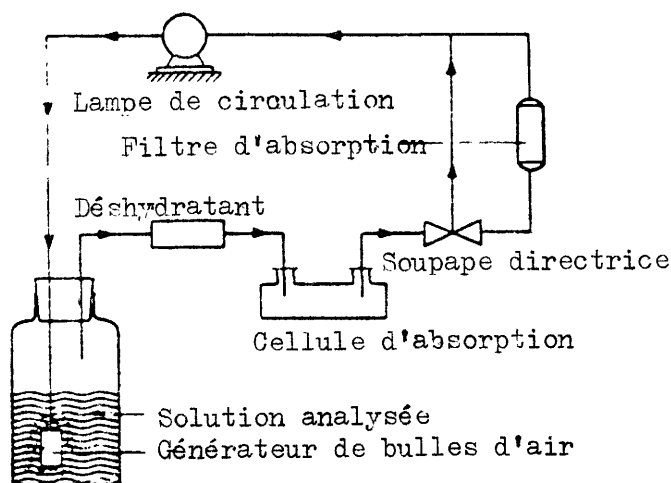 Lampe de circulation
Filtre d'absorption
Déshydratant
Soupape directrice
Cellule d'absorption
Solution analysée
Générateur de bulles d'air